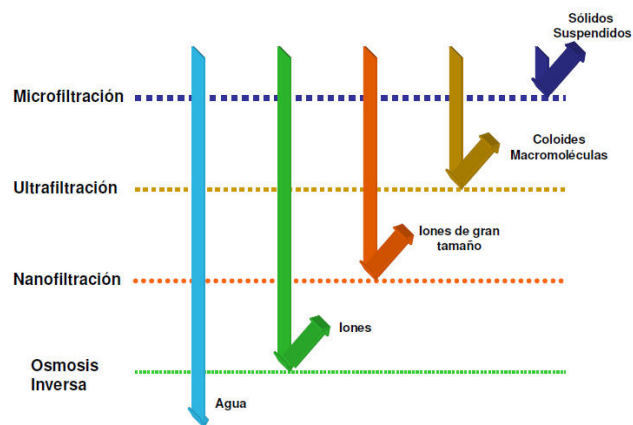 Sólidos
Suspendidos
Microfiltración
Coloides
Macromoléculas
Ultrafiltración
Iones de gran
tamaño
Nanofiltración
Iones
Osmosis
Inversa
Agua